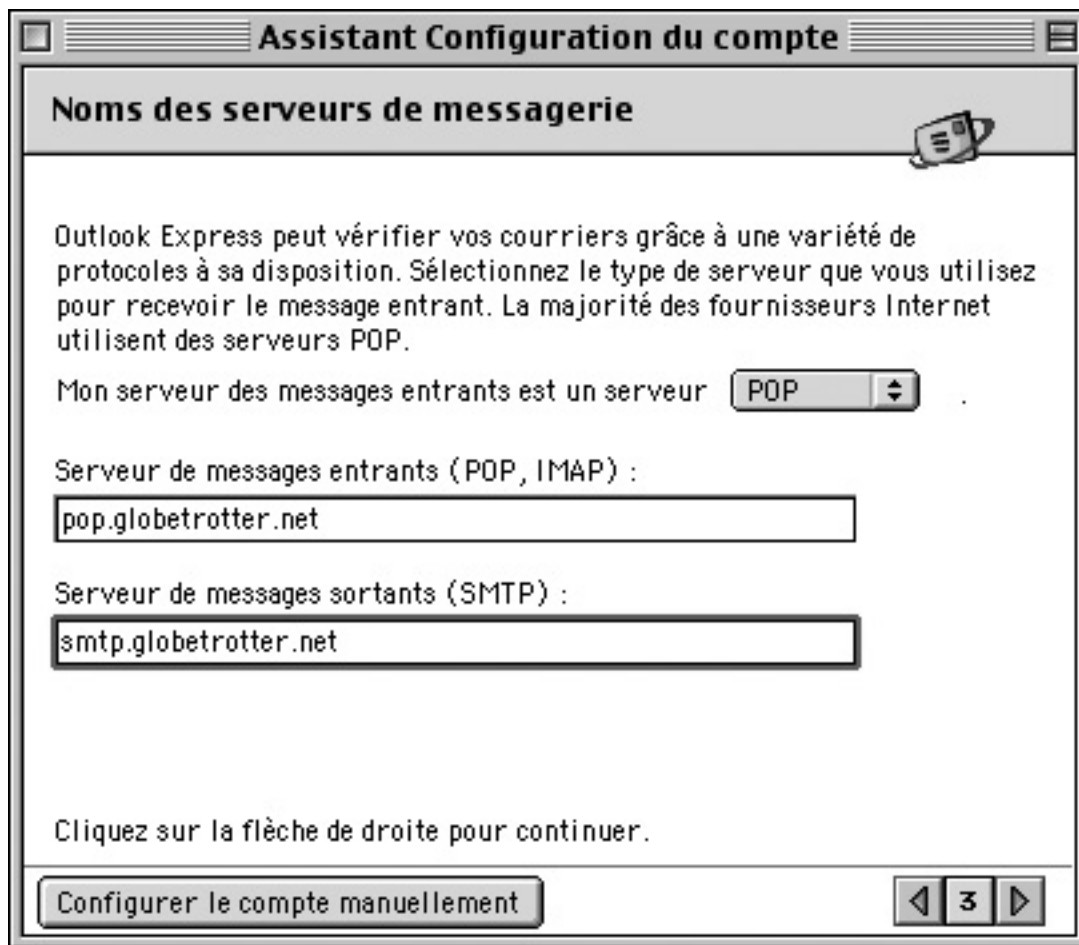 Assistant Configuration du compte
Noms des serveurs de messagerie
Outlook Express peut vérifier vos courriers grâce à une variété de
protocoles à sa disposition. Sélectionnez le type de serveur que vous utilisez
pour recevoir le message entrant. La majorité des fournisseurs Internet
utilisent des serveurs POP.
Mon serveur des messages entrants est un serveur POP .
Serveur de messages entrants (POP, IMAP) :
pop.globetrotter.net
Serveur de messages sortants (SMTP) :
smtp.globetrotter.net
Cliquez sur la flèche de droite pour continuer.
Configurer le compte manuellement 3